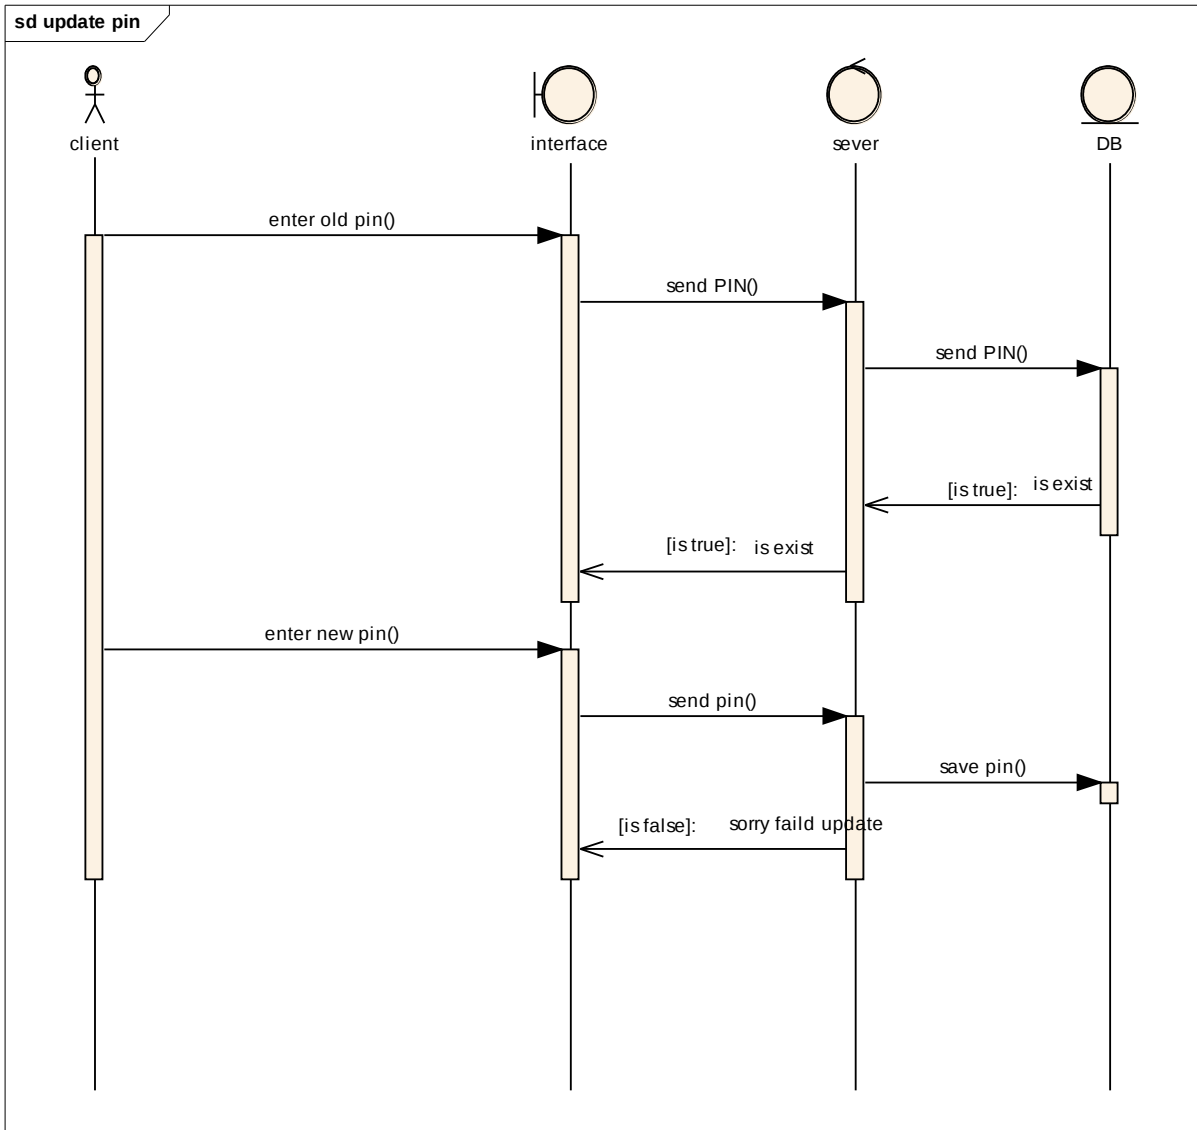 sd update pin
client
interface
sever
DB
enter old pin()
send PIN()
send PIN()
[is true]: is exist
[is true]: is exist
enter new pin()
send pin()
save pin()
[is false]: sorry faild update